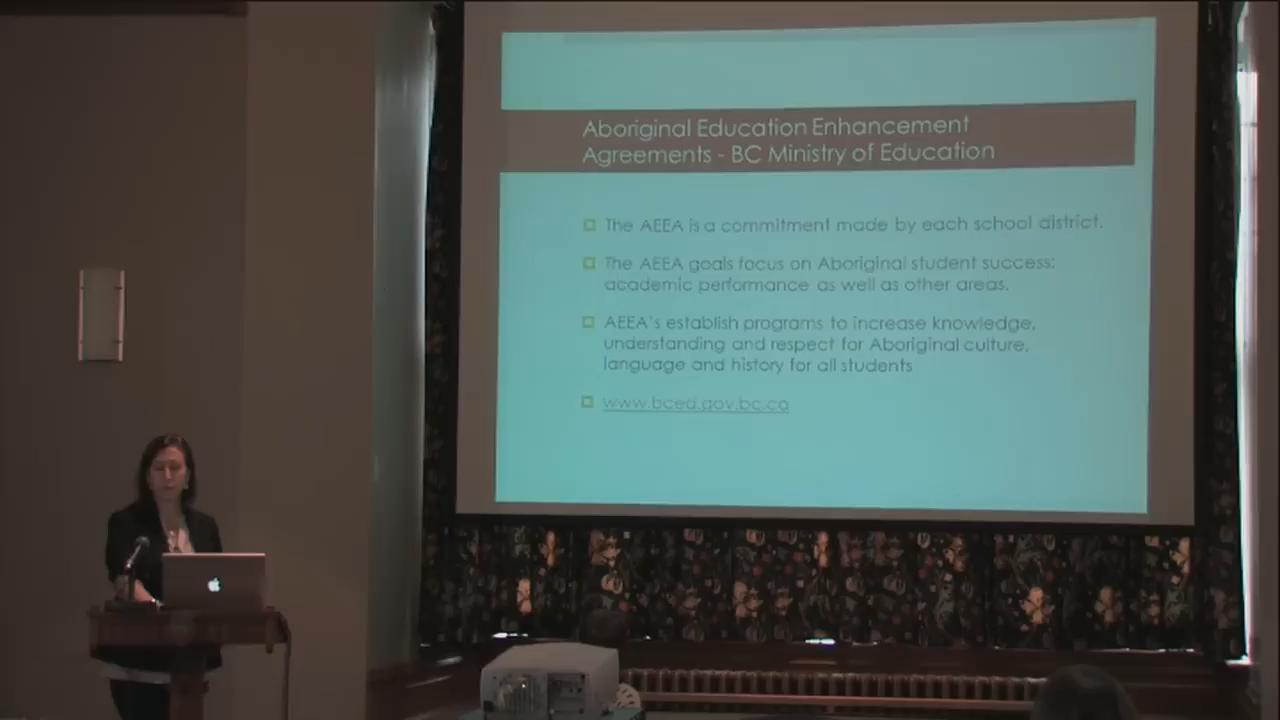 Aboriginal Education Enhancement
Agreements - BC Ministry of Education
The AEEA is a commitment made by each school district.
The AEEA goals focus on Aboriginal student success:
academic performance as well as other areas.
AEEA's establish programs to increase knowledge,
understanding and respect for Aboriginal culture,
language and history for all students
www.bced.gov.bc.ca